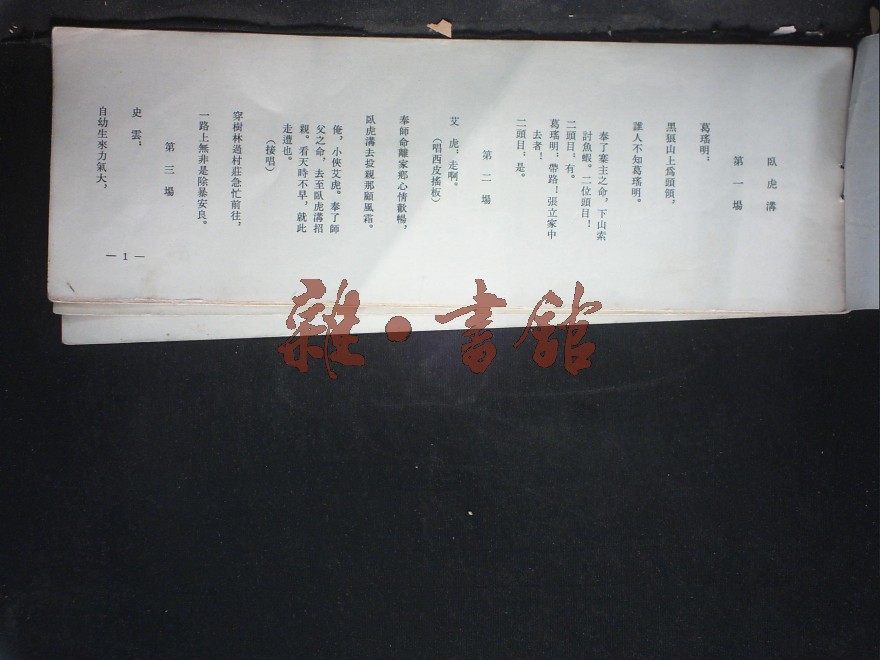 臥虎溝
第一場
葛瑤明：
黑狼山上爲頭領，
誰人不知葛瑤明。
奉了寨主之命，下山索
討魚蝦。二位頭目！
二頭目：有。
葛瑤明：帶路！張立家中
去者！
二頭目：是。
第二場
艾虎：走啊。
（唱西皮搖板）
奉師命離家鄉心情歡暢，
臥虎溝去投親那顧風霜。
俺，小俠艾虎。奉了師
父之命，去至臥虎溝招
親。看天時不早，就此
走遭也。
（接唱）
穿樹林過村莊急忙前往，
一路上無非是除暴安良。
第三場
史雲：
自幼生來力氣大，
— 1 —
雜·書館